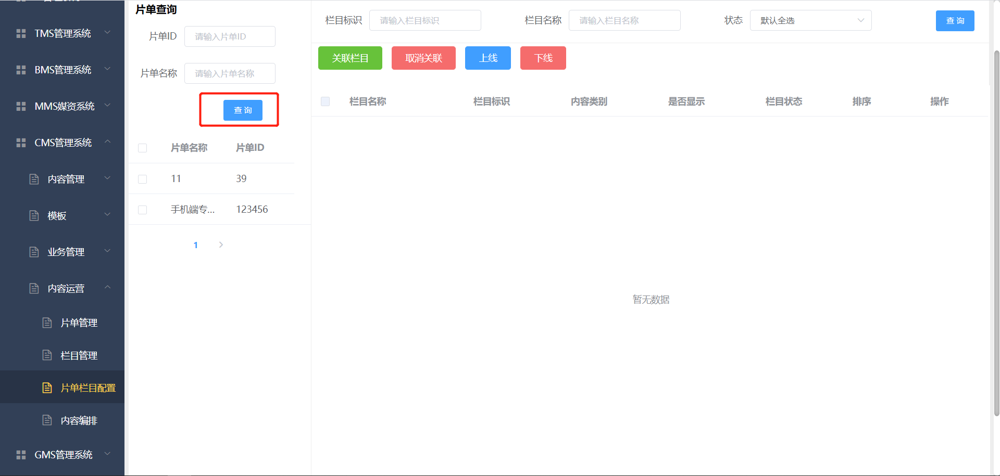 TMS管理系统
BMS管理系统
MMS媒资系统
CMS管理系统
内容管理
模板
业务管理
内容运营
片单管理
栏目管理
片单栏目配置
内容编排
GMS管理系统
片单查询
片单ID 请输入片单ID
片单名称 请输入片单名称
查询
片单名称 片单ID
11 39
手机端专... 123456
1
栏目标识 请输入栏目标识 栏目名称 请输入栏目名称 状态 默认全选 查询
关联栏目 取消关联 上线 下线
栏目名称 栏目标识 内容类别 是否显示 栏目状态 排序 操作
暂无数据